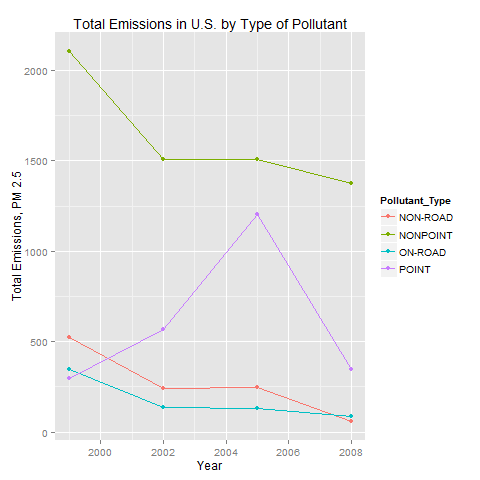 Total Emissions in U.S. by Type of Pollutant
Total Emissions, PM 2.5
2000
1500
1000
500
0
2000
2002
2004
2006
2008
Year
Pollutant_Type
NON-ROAD
NONPOINT
ON-ROAD
POINT